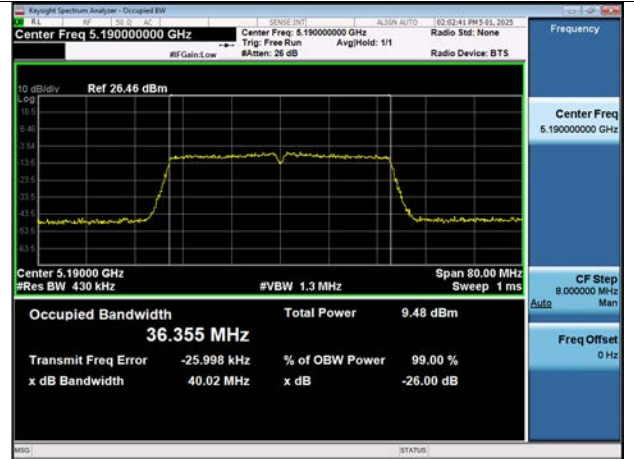 Keysight Spectrum Analyzer - Occupied BW
RL RF 50 Ω AC SENSE:INT ALIGN AUTO 02:02:41 PM 5 01, 2025
Center Freq 5.190000000 GHz Center Freq: 5.190000000 GHz Radio Std: None Frequency
Trig: Free Run Avg|Hold: 1/1
#IFGain:Low #Atten: 26 dB Radio Device: BTS
10 dB/div Ref 26.46 dBm
Log
16.5
6.46
-3.54
-13.5
-23.5
-33.5
-43.5
-53.5
-63.5
Center Freq
5.190000000 GHz
Center 5.19000 GHz Span 80.00 MHz
#Res BW 430 kHz #VBW 1.3 MHz Sweep 1 ms
CF Step
8.000000 MHz
Auto Man
Occupied Bandwidth Total Power 9.48 dBm
36.355 MHz
Freq Offset
0 Hz
Transmit Freq Error -25.998 kHz % of OBW Power 99.00 %
x dB Bandwidth 40.02 MHz x dB -26.00 dB
MSG STATUS